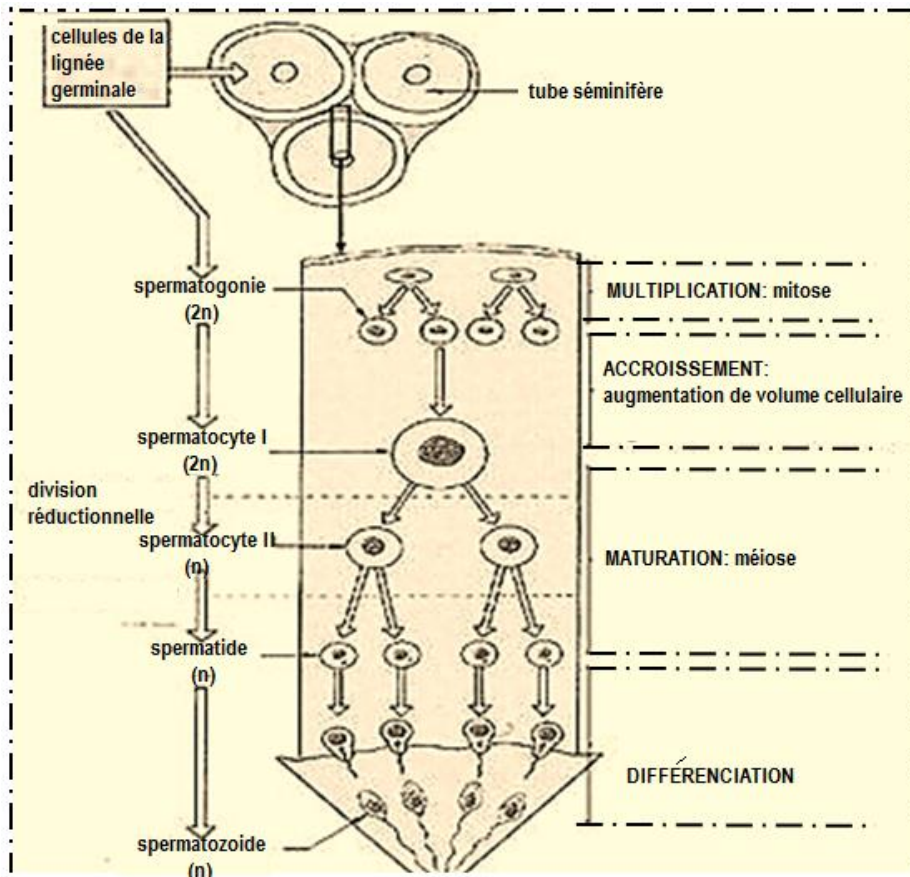 cellules de la
lignée
germinale
tube séminifère
spermatogonie
(2n)
MULTIPLICATION: mitose
ACCROISSEMENT:
augmentation de volume cellulaire
spermatocyte I
(2n)
division
réductionnelle
spermatocyte II
(n)
MATURATION: méiose
spermatide
(n)
DIFFÉRENCIATION
spermatozoide
(n)